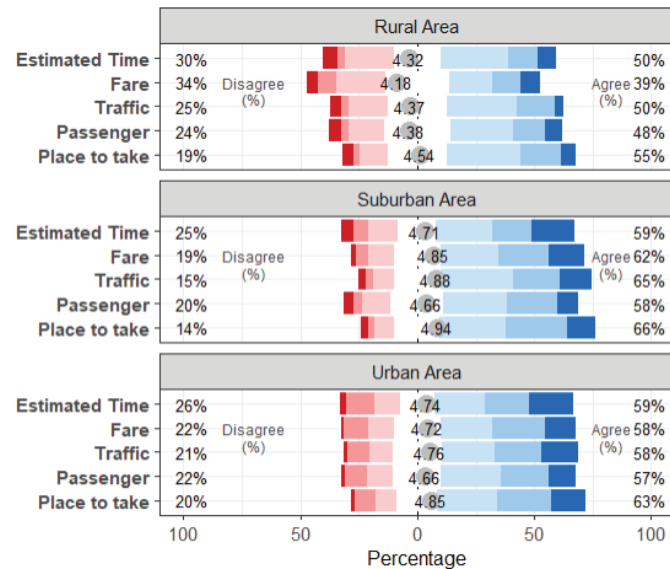 Rural Area
Estimated Time 30% 4.32 50%
Fare 34% Disagree 4.18 Agree 39%
Traffic 25% (%) 4.37 (%) 50%
Passenger 24% 4.38 48%
Place to take 19% 4.54 55%
Suburban Area
Estimated Time 25% 4.71 59%
Fare 19% Disagree 4.85 Agree 62%
Traffic 15% (%) 4.88 (%) 65%
Passenger 20% 4.66 58%
Place to take 14% 4.94 66%
Urban Area
Estimated Time 26% 4.74 59%
Fare 22% Disagree 4.72 Agree 58%
Traffic 21% (%) 4.76 (%) 58%
Passenger 22% 4.66 57%
Place to take 20% 4.85 63%
100 50 0 50 100
Percentage